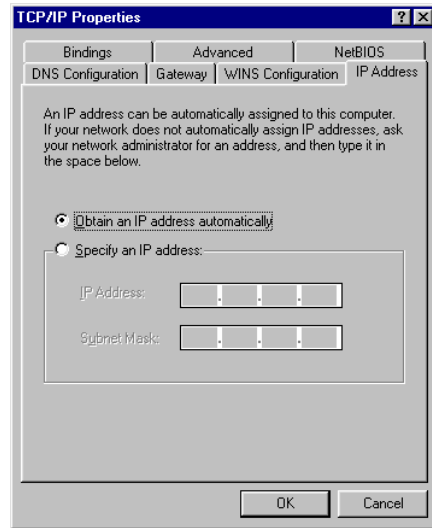 TCP/IP Properties
Bindings Advanced NetBIOS
DNS Configuration Gateway WINS Configuration IP Address
An IP address can be automatically assigned to this computer.
If your network does not automatically assign IP addresses, ask
your network administrator for an address, and then type it in
the space below.
Obtain an IP address automatically
Specify an IP address:
IP Address:
Subnet Mask:
OK Cancel